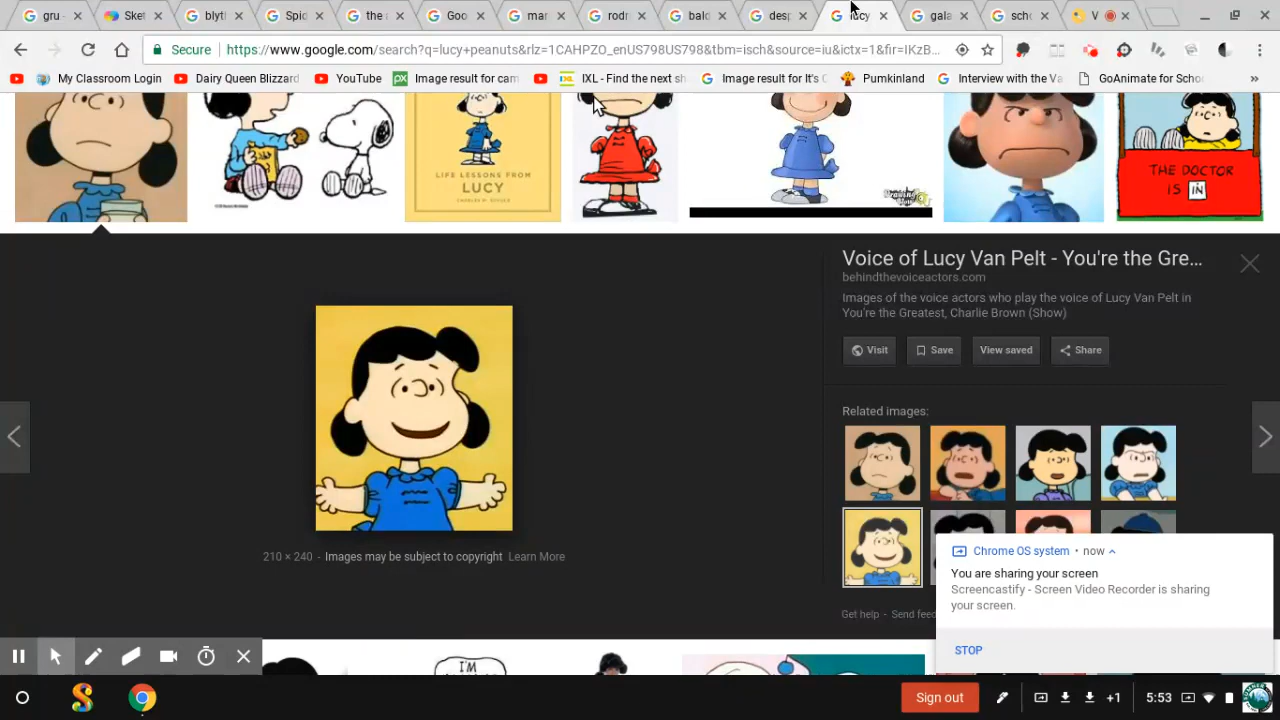 gru
Ske
blyt
Spic
the a
Goo
mar
rodr
bald
desp
lucy
gala
scho
V
Secure
https://www.google.com/search?q=lucy+peanuts&rlz=1CAHPZO_enUS798US798&tbm=isch&source=iu&ictx=1&fir=IKzB...
My Classroom Login
Dairy Queen Blizzard
YouTube
Image result for cam
IXL - Find the next sh
Image result for It's C
Pumkinland
Interview with the Va
GoAnimate for Scho
»
LIFE LESSONS FROM
LUCY
THE DOCTOR
IS IN
Voice of Lucy Van Pelt - You're the Gre...
behindthevoiceactors.com
Images of the voice actors who play the voice of Lucy Van Pelt in
You're the Greatest, Charlie Brown (Show)
Visit
Save
View saved
Share
Related images:
210 × 240 - Images may be subject to copyright Learn More
Chrome OS system • now
You are sharing your screen
Screencastify - Screen Video Recorder is sharing
your screen.
Get help - Send feed
STOP
I'M
Sign out
+1
5:53